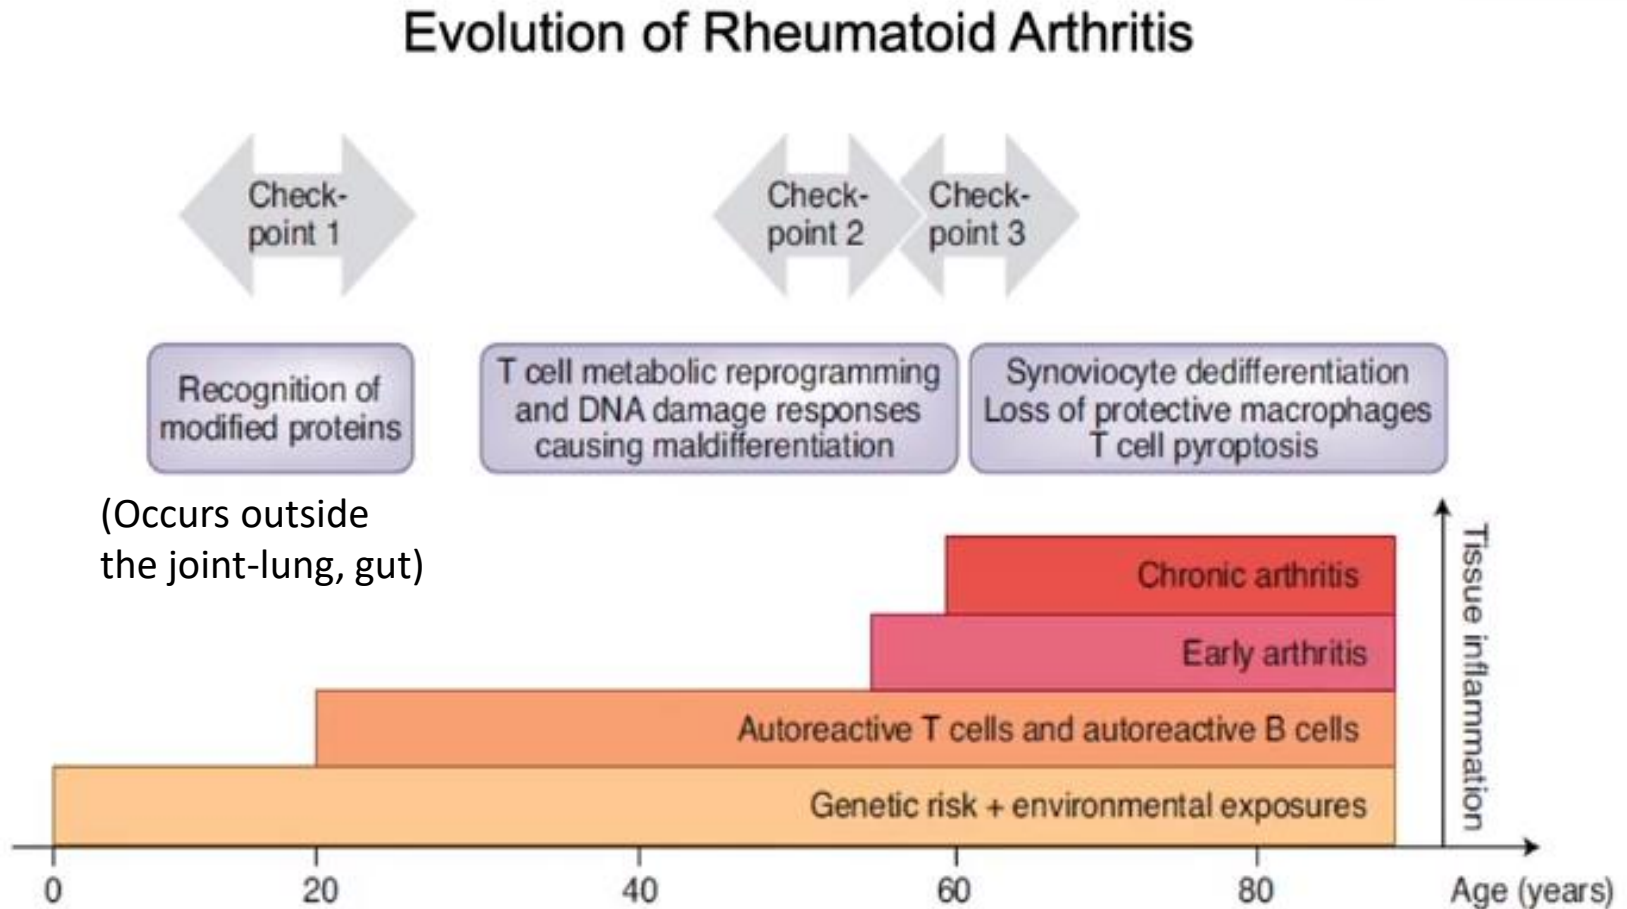 Evolution of Rheumatoid Arthritis
Check-
point 1
Check-
point 2
Check-
point 3
Recognition of
modified proteins
T cell metabolic reprogramming
and DNA damage responses
causing maldifferentiation
Synoviocyte dedifferentiation
Loss of protective macrophages
T cell pyroptosis
(Occurs outside
the joint-lung, gut)
Chronic arthritis
Early arthritis
Autoreactive T cells and autoreactive B cells
Genetic risk + environmental exposures
Tissue inflammation
0 20 40 60 80 Age (years)